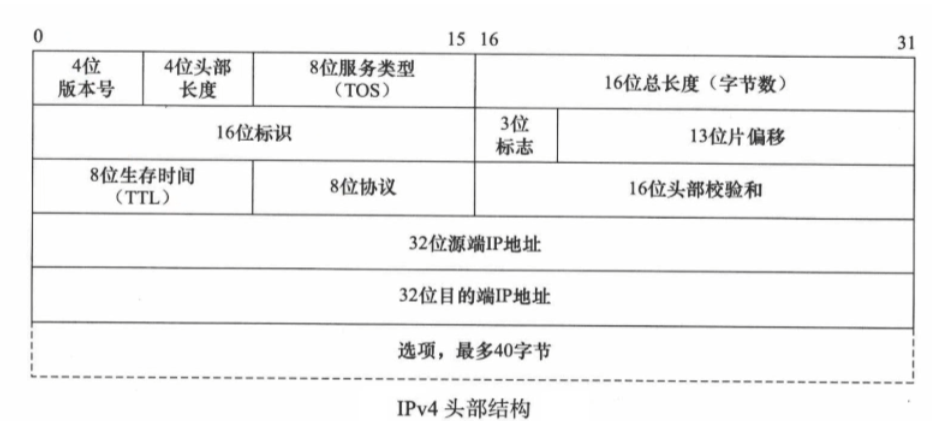 0 15 16 31
4位 4位头部 8位服务类型 16位总长度（字节数）
版本号 长度 （TOS）
16位标识 3位 13位片偏移
标志
8位生存时间 8位协议 16位头部校验和
（TTL）
32位源端IP地址
32位目的端IP地址
选项，最多40字节
IPv4 头部结构